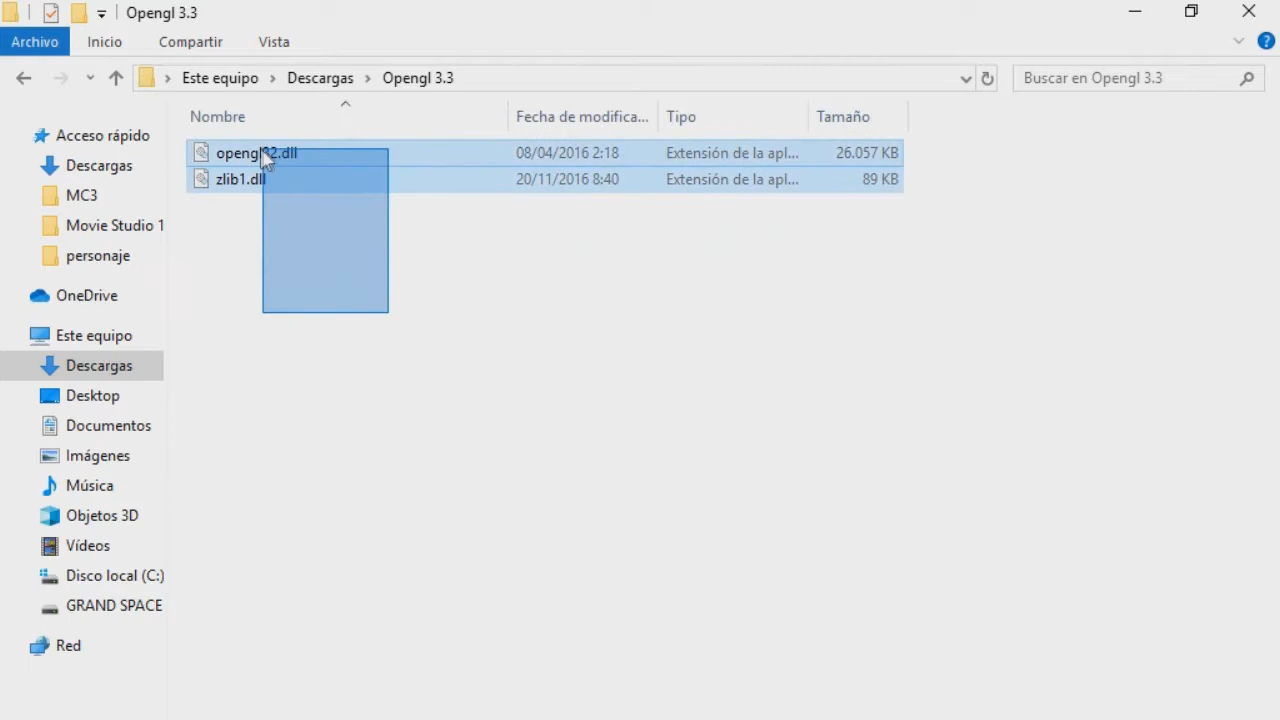 Opengl 3.3
Archivo Inicio Compartir Vista
Este equipo Descargas Opengl 3.3 Buscar en Opengl 3.3
Nombre Fecha de modifica... Tipo Tamaño
opengl32.dll 08/04/2016 2:18 Extensión de la apl... 26.057 KB
zlib1.dll 20/11/2016 8:40 Extensión de la apl... 89 KB
Acceso rápido
Descargas
MC3
Movie Studio 1
personaje
OneDrive
Este equipo
Descargas
Desktop
Documentos
Imágenes
Música
Objetos 3D
Vídeos
Disco local (C:)
GRAND SPACE
Red